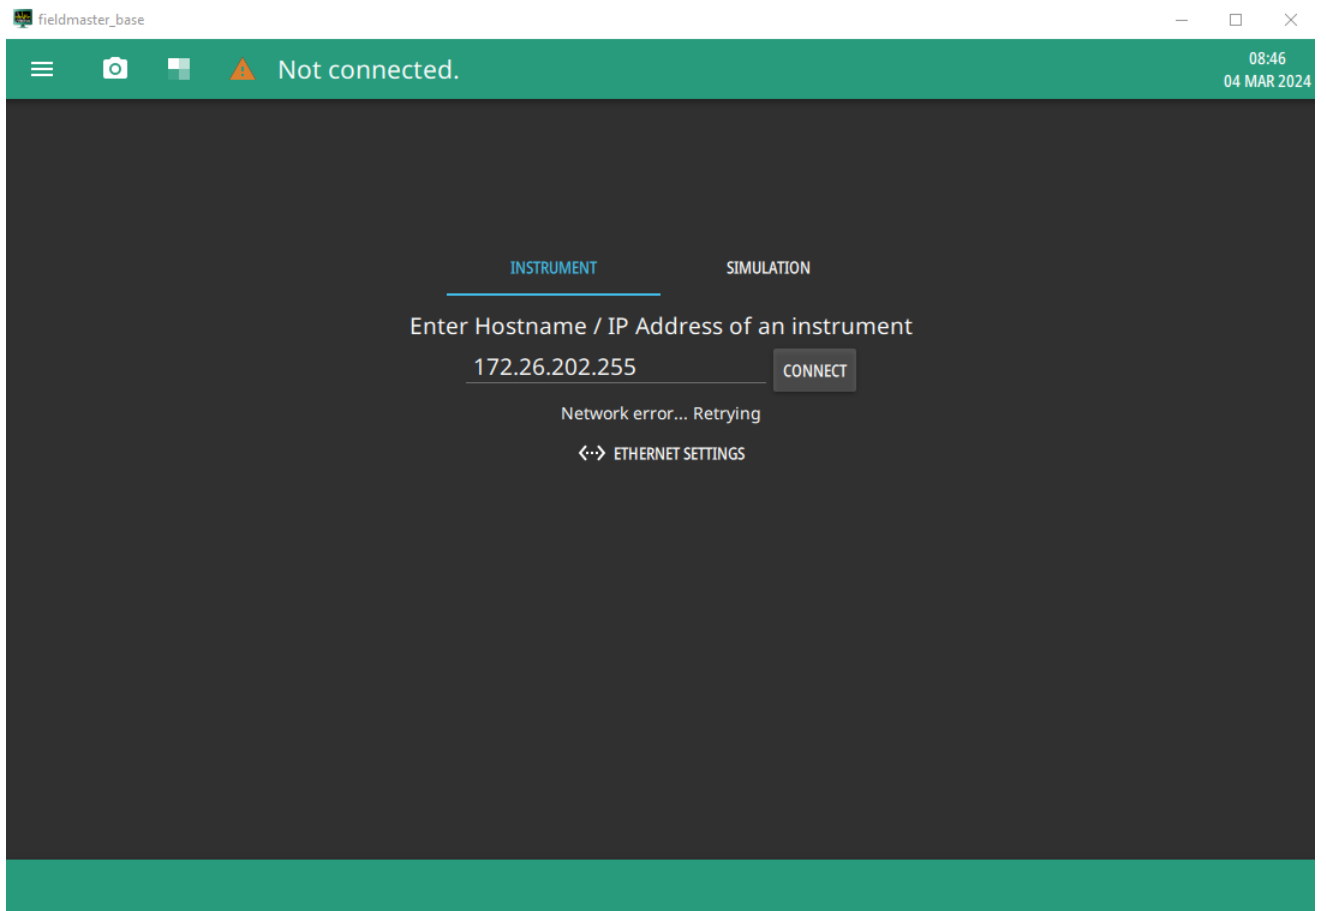 fieldmaster_base
Not connected.
08:46
04 MAR 2024
INSTRUMENT SIMULATION
Enter Hostname / IP Address of an instrument
172.26.202.255 CONNECT
Network error... Retrying
ETHERNET SETTINGS